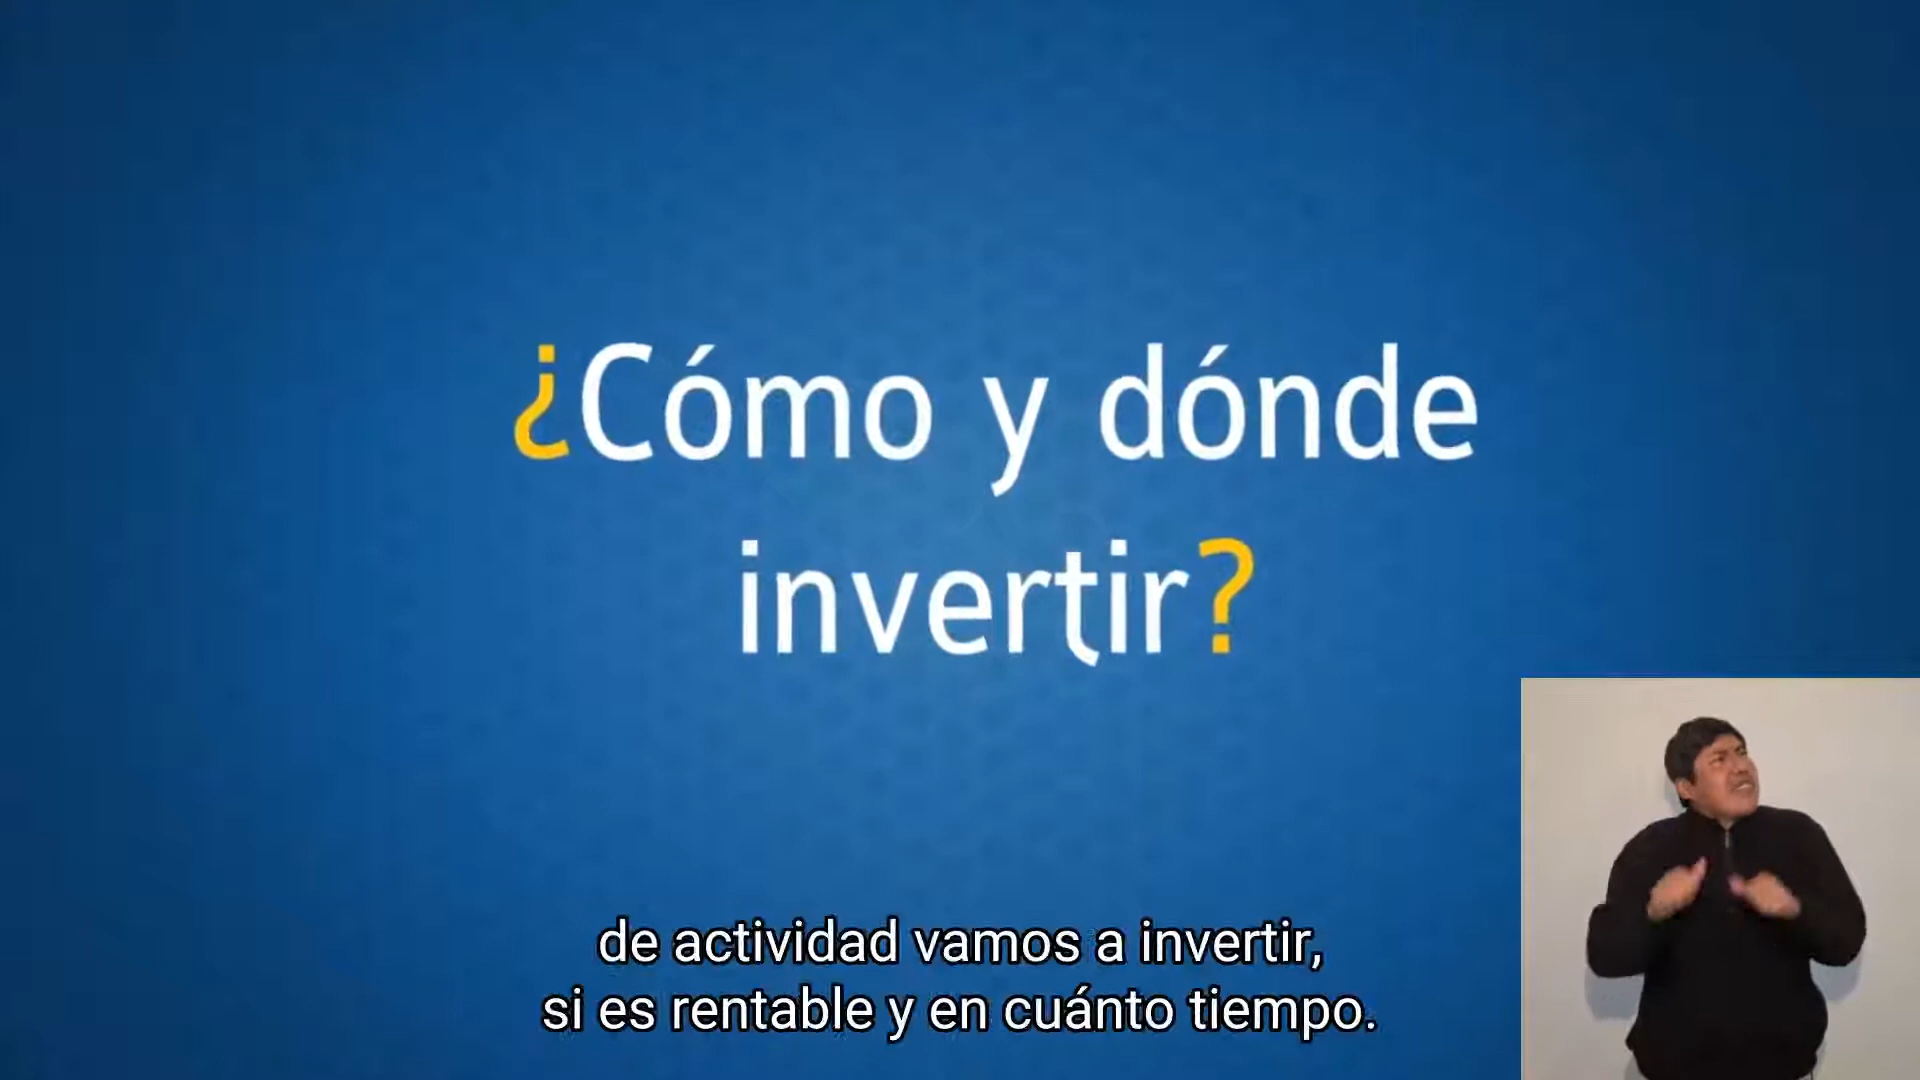 ¿Cómo y dónde
invertir?
de actividad vamos a invertir,
si es rentable y en cuánto tiempo.